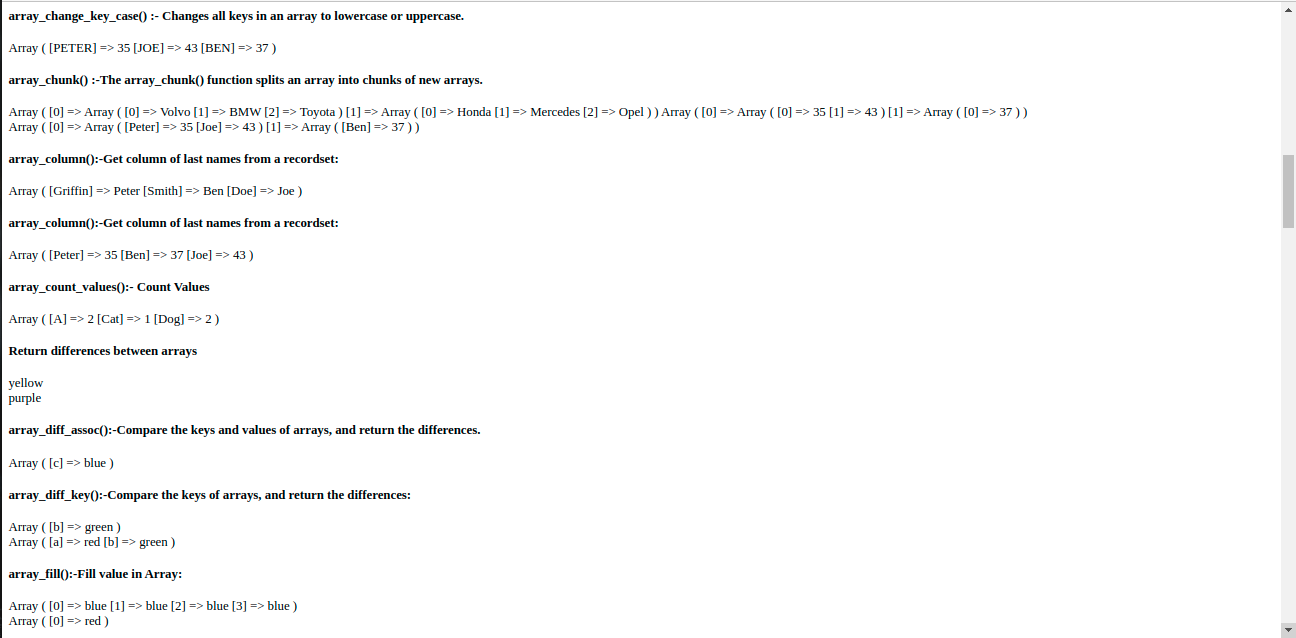 array_change_key_case() :- Changes all keys in an array to lowercase or uppercase.
Array ( [PETER] => 35 [JOE] => 43 [BEN] => 37 )
array_chunk() :-The array_chunk() function splits an array into chunks of new arrays.
Array ( [0] => Array ( [0] => Volvo [1] => BMW [2] => Toyota ) [1] => Array ( [0] => Honda [1] => Mercedes [2] => Opel ) ) Array ( [0] => Array ( [0] => 35 [1] => 43 ) [1] => Array ( [0] => 37 ) )
Array ( [0] => Array ( [Peter] => 35 [Joe] => 43 ) [1] => Array ( [Ben] => 37 ) )
array_column():-Get column of last names from a recordset:
Array ( [Griffin] => Peter [Smith] => Ben [Doe] => Joe )
array_column():-Get column of last names from a recordset:
Array ( [Peter] => 35 [Ben] => 37 [Joe] => 43 )
array_count_values():- Count Values
Array ( [A] => 2 [Cat] => 1 [Dog] => 2 )
Return differences between arrays
yellow
purple
array_diff_assoc():-Compare the keys and values of arrays, and return the differences.
Array ( [c] => blue )
array_diff_key():-Compare the keys of arrays, and return the differences:
Array ( [b] => green )
Array ( [a] => red [b] => green )
array_fill():-Fill value in Array:
Array ( [0] => blue [1] => blue [2] => blue [3] => blue )
Array ( [0] => red )